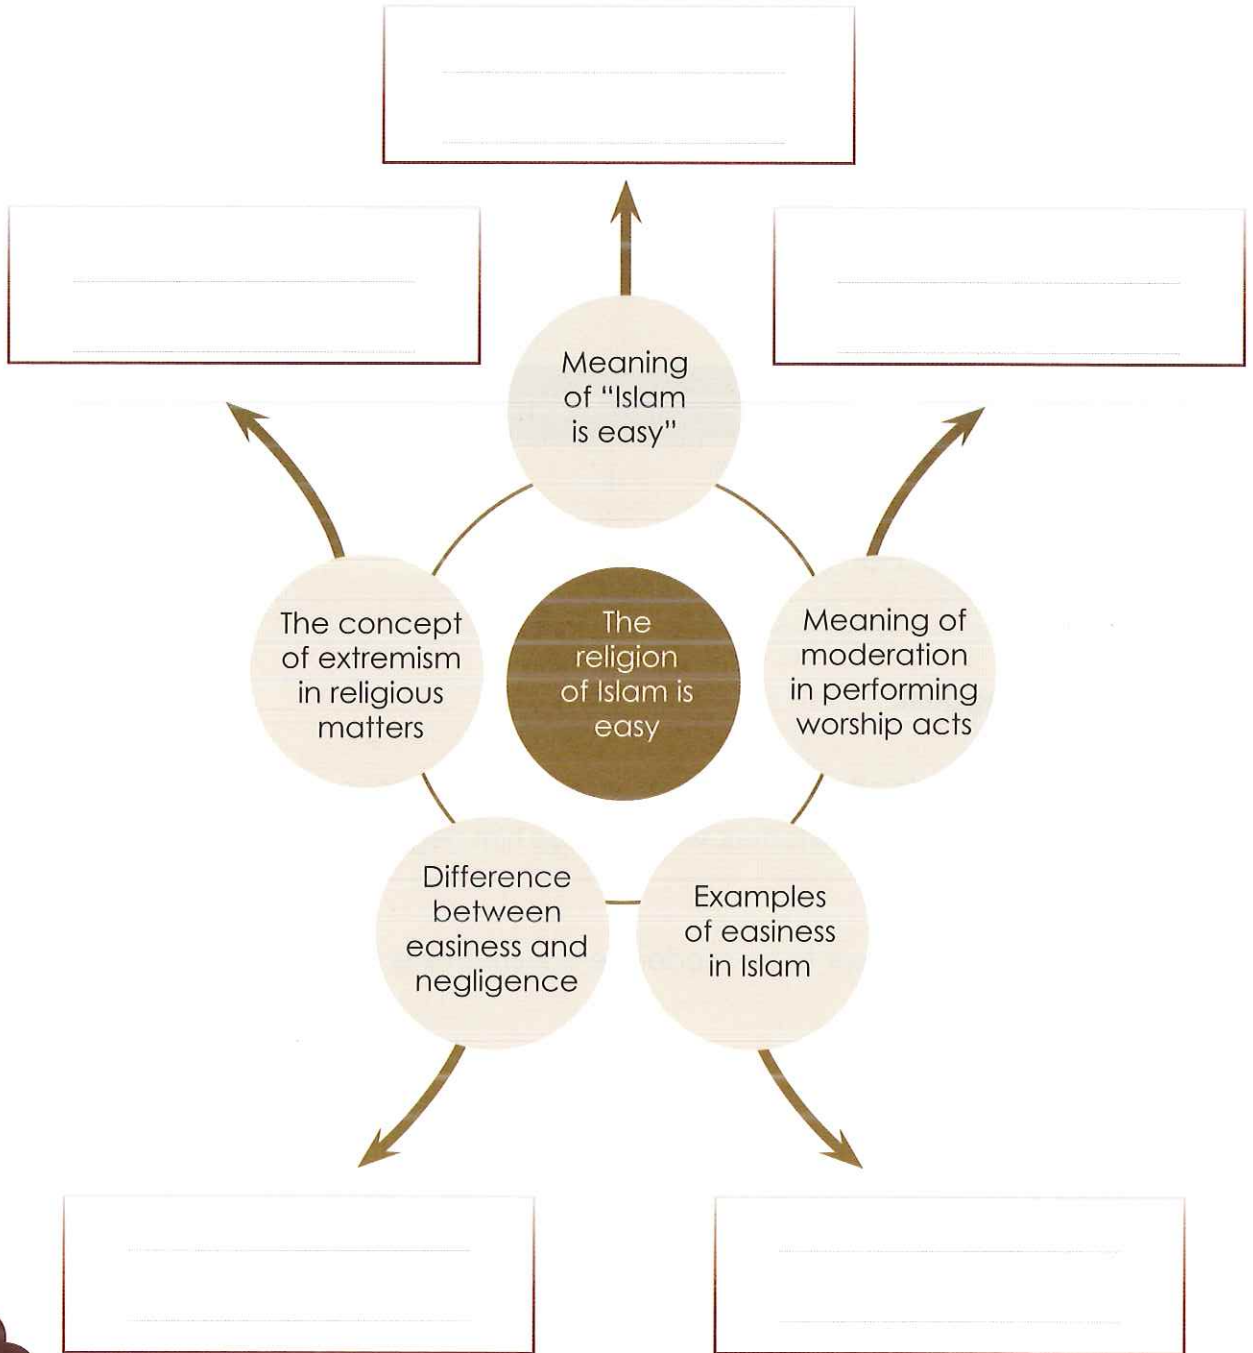 Meaning
of “Islam
is easy”
The concept
of extremism
in religious
matters
The
religion
of Islam is
easy
Meaning of
moderation
in performing
worship acts
Difference
between
easiness and
negligence
Examples
of easiness
in Islam